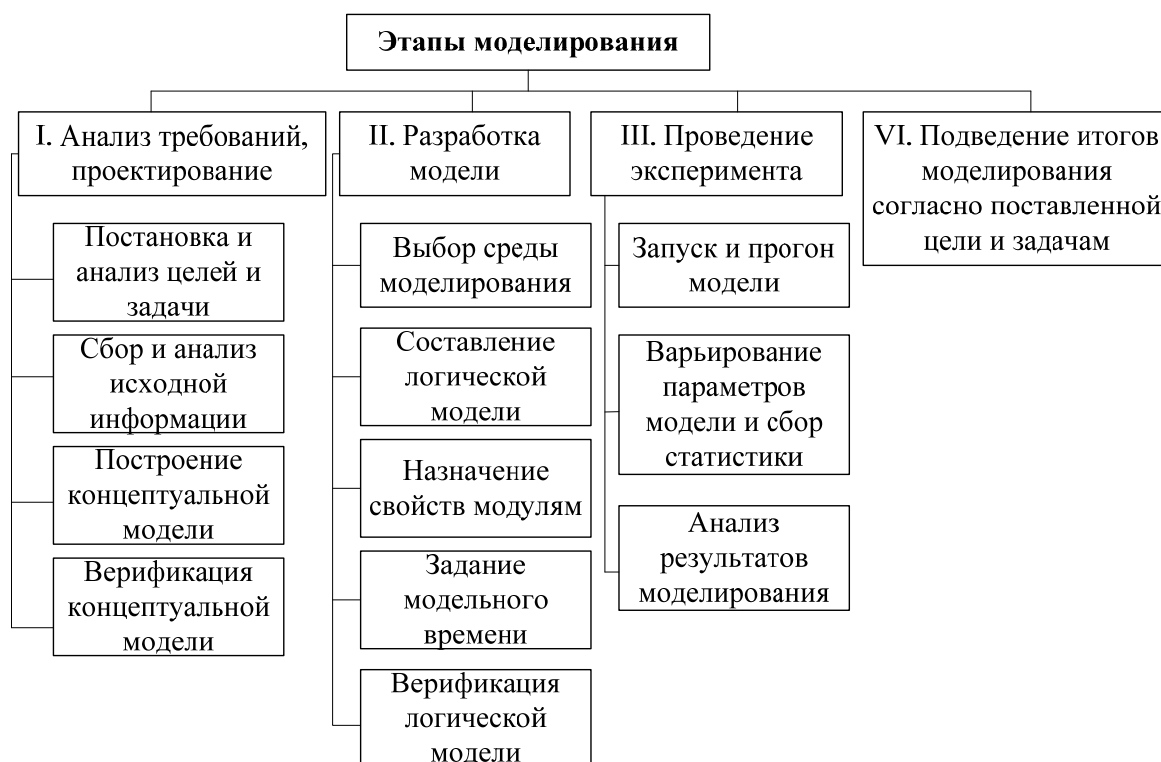 Этапы моделирования
I. Анализ требований,
проектирование
Постановка и
анализ целей и
задачи
Сбор и анализ
исходной
информации
Построение
концептуальной
модели
Верификация
концептуальной
модели
II. Разработка
модели
Выбор среды
моделирования
Составление
логической
модели
Назначение
свойств модулям
Задание
модельного
времени
Верификация
логической
модели
III. Проведение
эксперимента
Запуск и прогон
модели
Варьирование
параметров
модели и сбор
статистики
Анализ
результатов
моделирования
VI. Подведение итогов
моделирования
согласно поставленной
цели и задачам